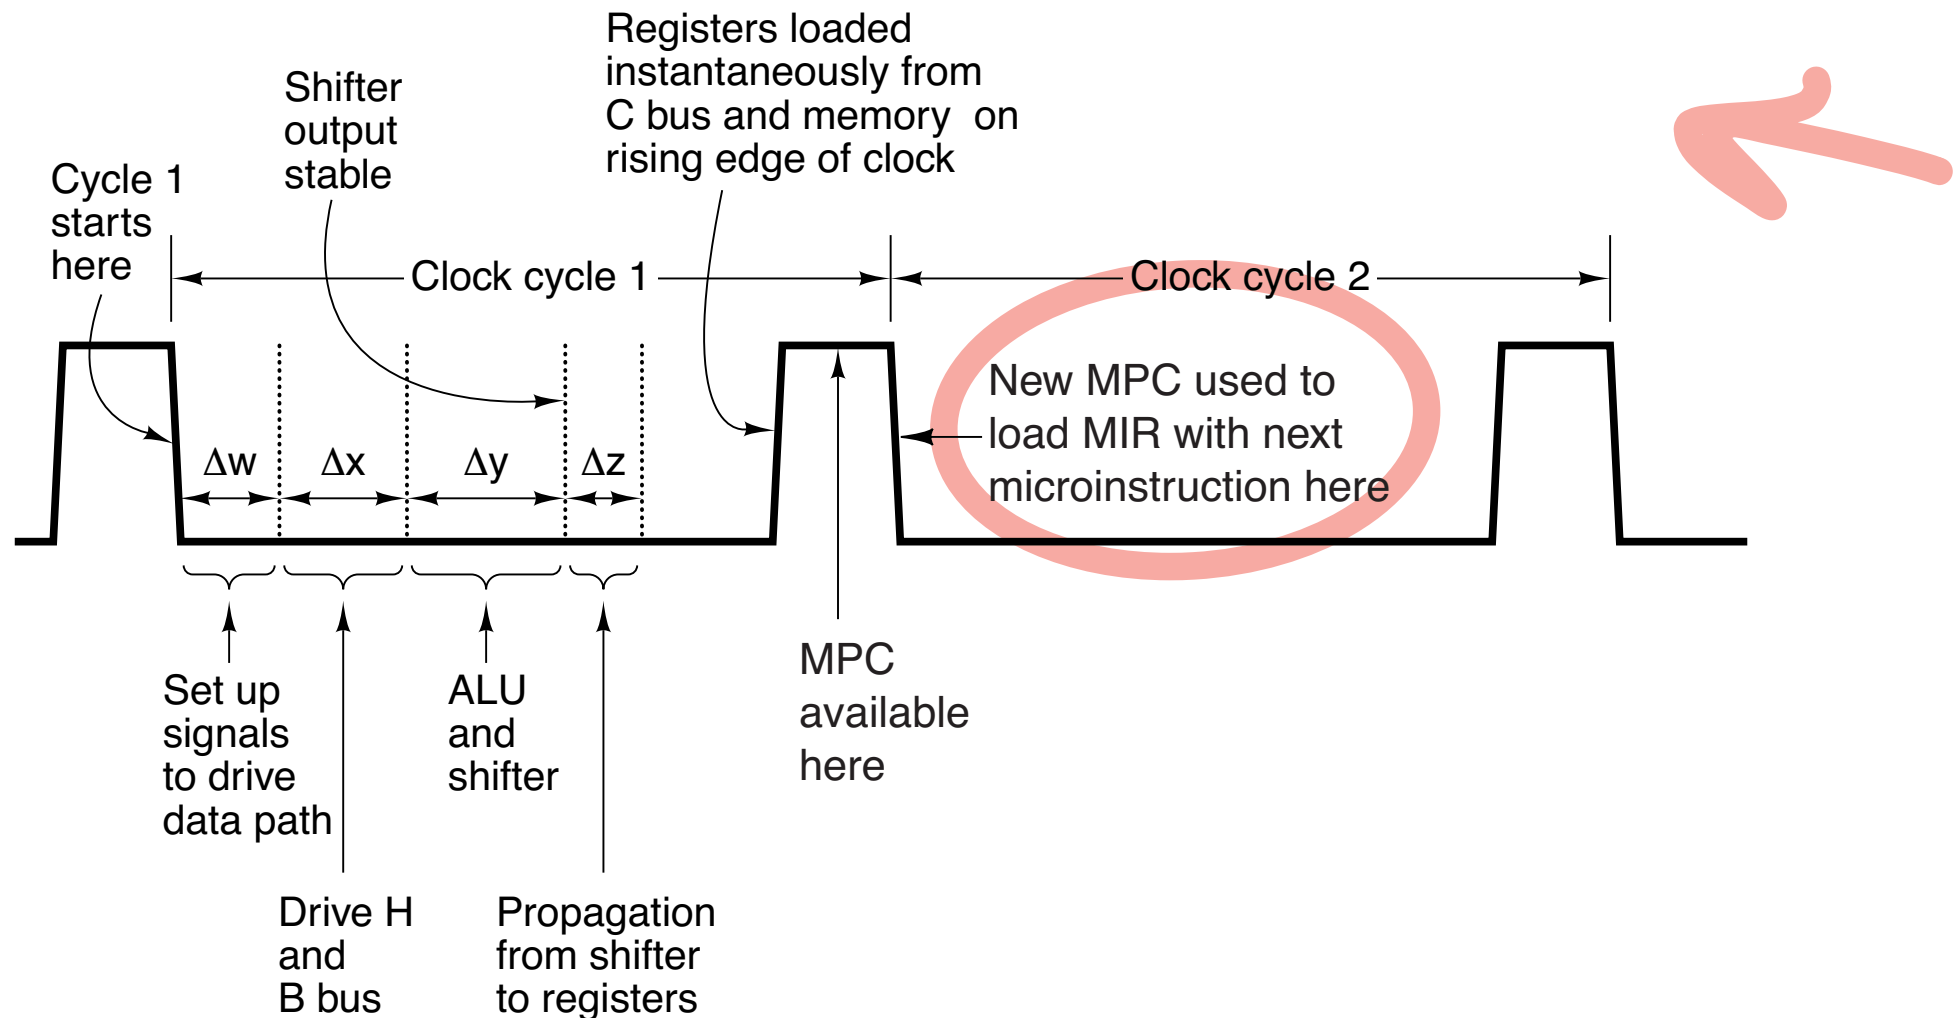 Registers loaded
instantaneously from
C bus and memory on
rising edge of clock
Shifter
output
stable
Cycle 1
starts
here
Clock cycle 1
Clock cycle 2
New MPC used to
load MIR with next
microinstruction here
Δw
Δx
Δy
Δz
Set up
signals
to drive
data path
ALU
and
shifter
MPC
available
here
Drive H
and
B bus
Propagation
from shifter
to registers